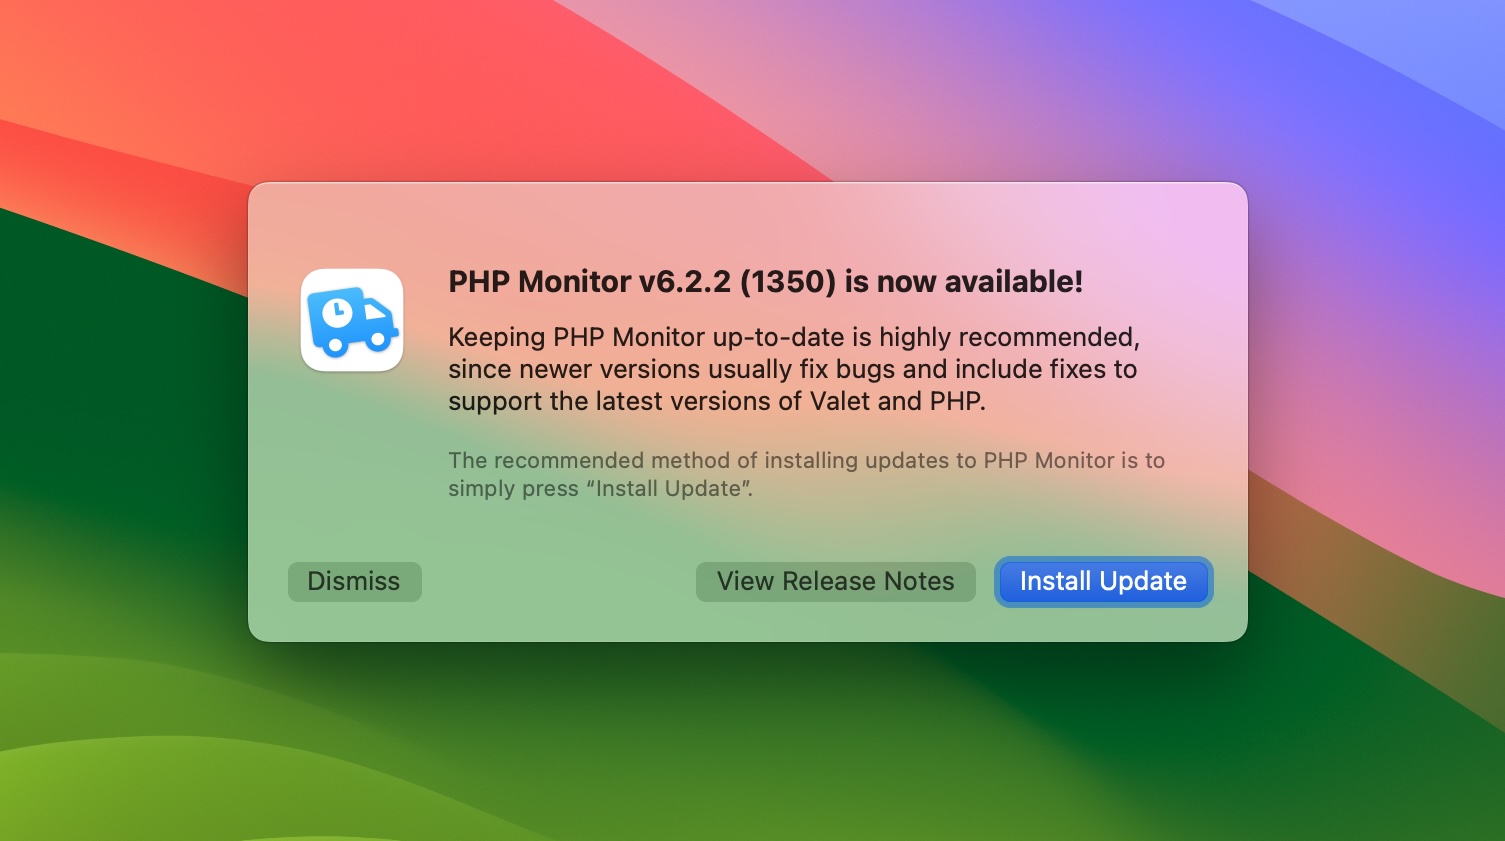 PHP Monitor v6.2.2 (1350) is now available!
Keeping PHP Monitor up-to-date is highly recommended,
since newer versions usually fix bugs and include fixes to
support the latest versions of Valet and PHP.
The recommended method of installing updates to PHP Monitor is to
simply press “Install Update”.
Dismiss
View Release Notes
Install Update